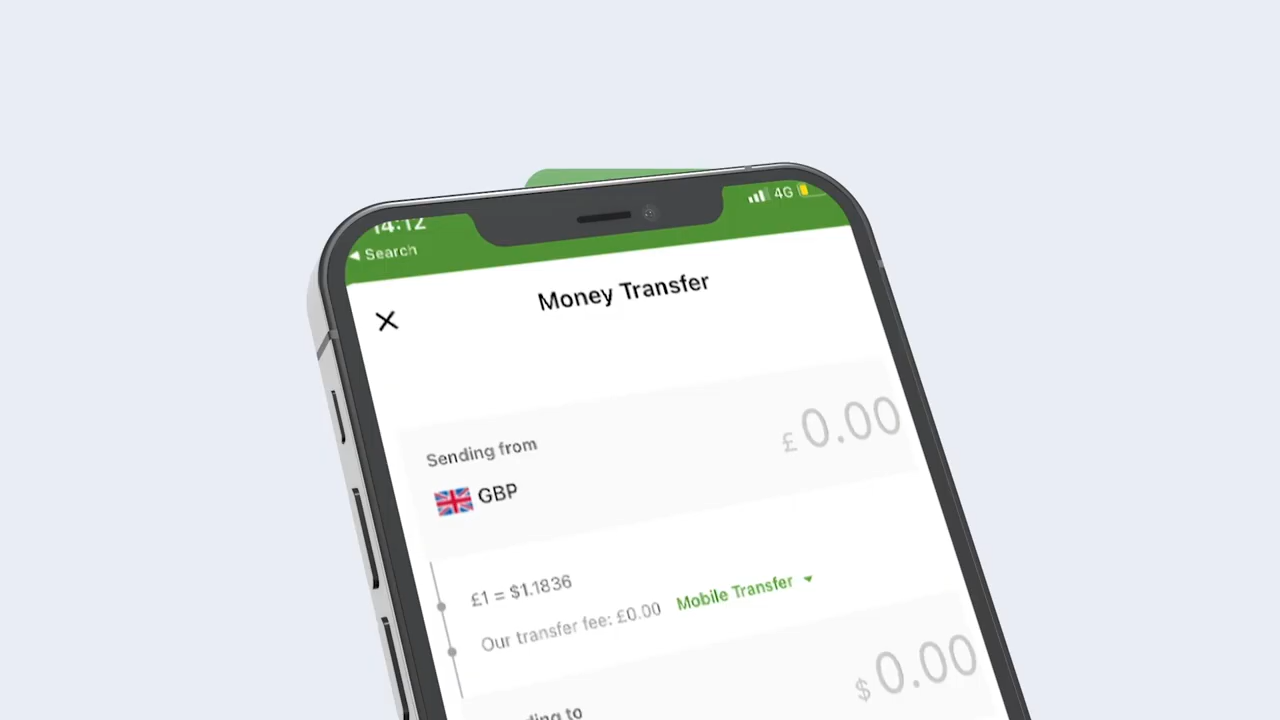 14:12
4G
◀ Search
Money Transfer
Sending from
£ 0.00
GBP
£1 = $1.1836
Our transfer fee: £0.00 Mobile Transfer
$ 0.00
to